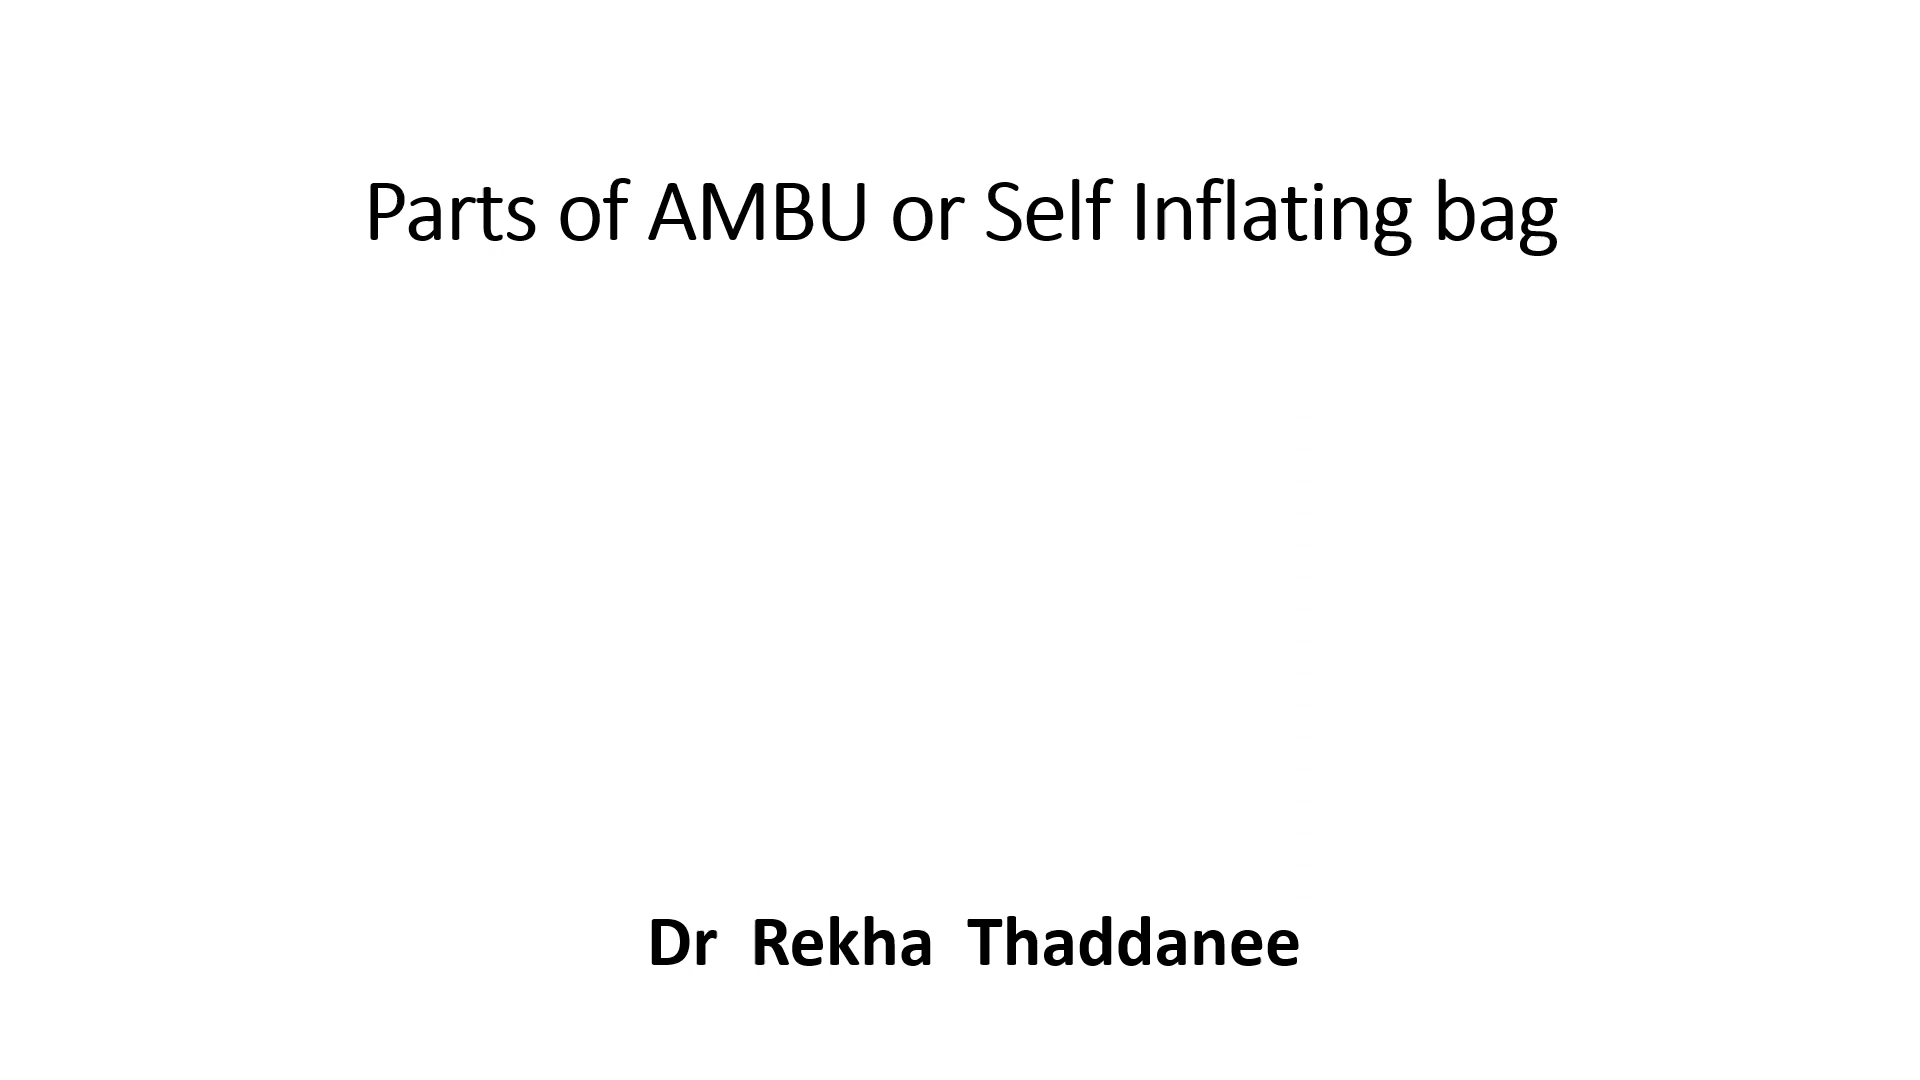 Parts of AMBU or Self Inflating bag
Dr Rekha Thaddanee